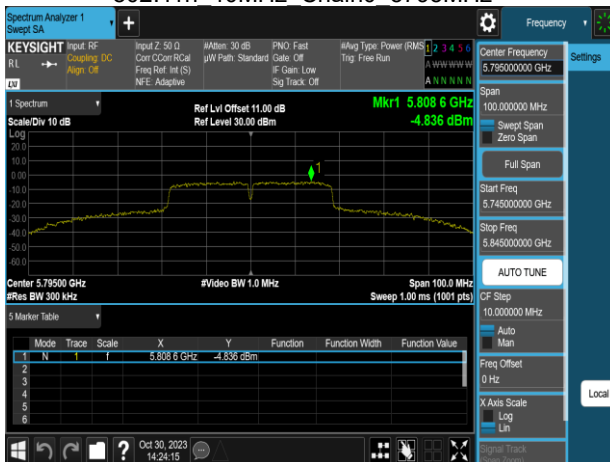 Spectrum Analyzer 1
Swept SA
+
Frequency
KEYSIGHT
RL
LXI
Input: RF
Coupling: DC
Align: Off
Input Z: 50 Ω
Corr CCorr RCal
Freq Ref: Int (S)
NFE: Adaptive
#Atten: 30 dB
µW Path: Standard
PNO: Fast
Gate: Off
IF Gain: Low
Sig Track: Off
#Avg Type: Power (RMS
Trig: Free Run
1 2 3 4 5 6
A W W W W W
A N N N N N
Center Frequency
5.795000000 GHz
Settings
Span
100.000000 MHz
Swept Span
Zero Span
Full Span
Start Freq
5.745000000 GHz
Stop Freq
5.845000000 GHz
AUTO TUNE
CF Step
10.000000 MHz
Auto
Man
Freq Offset
0 Hz
X Axis Scale
Log
Lin
Local
Signal Track
1 Spectrum
Scale/Div 10 dB
Ref Lvl Offset 11.00 dB
Ref Level 30.00 dBm
Mkr1 5.808 6 GHz
-4.836 dBm
Log
20.0
10.0
0.00
-10.0
-20.0
-30.0
-40.0
-50.0
-60.0
1
Center 5.79500 GHz
#Res BW 300 kHz
#Video BW 1.0 MHz
Span 100.0 MHz
Sweep 1.00 ms (1001 pts)
5 Marker Table
Mode Trace Scale X Y Function Function Width Function Value
1 N 1 f 5.808 6 GHz -4.836 dBm
2
3
4
5
6
?
Oct 30, 2023
14:24:15